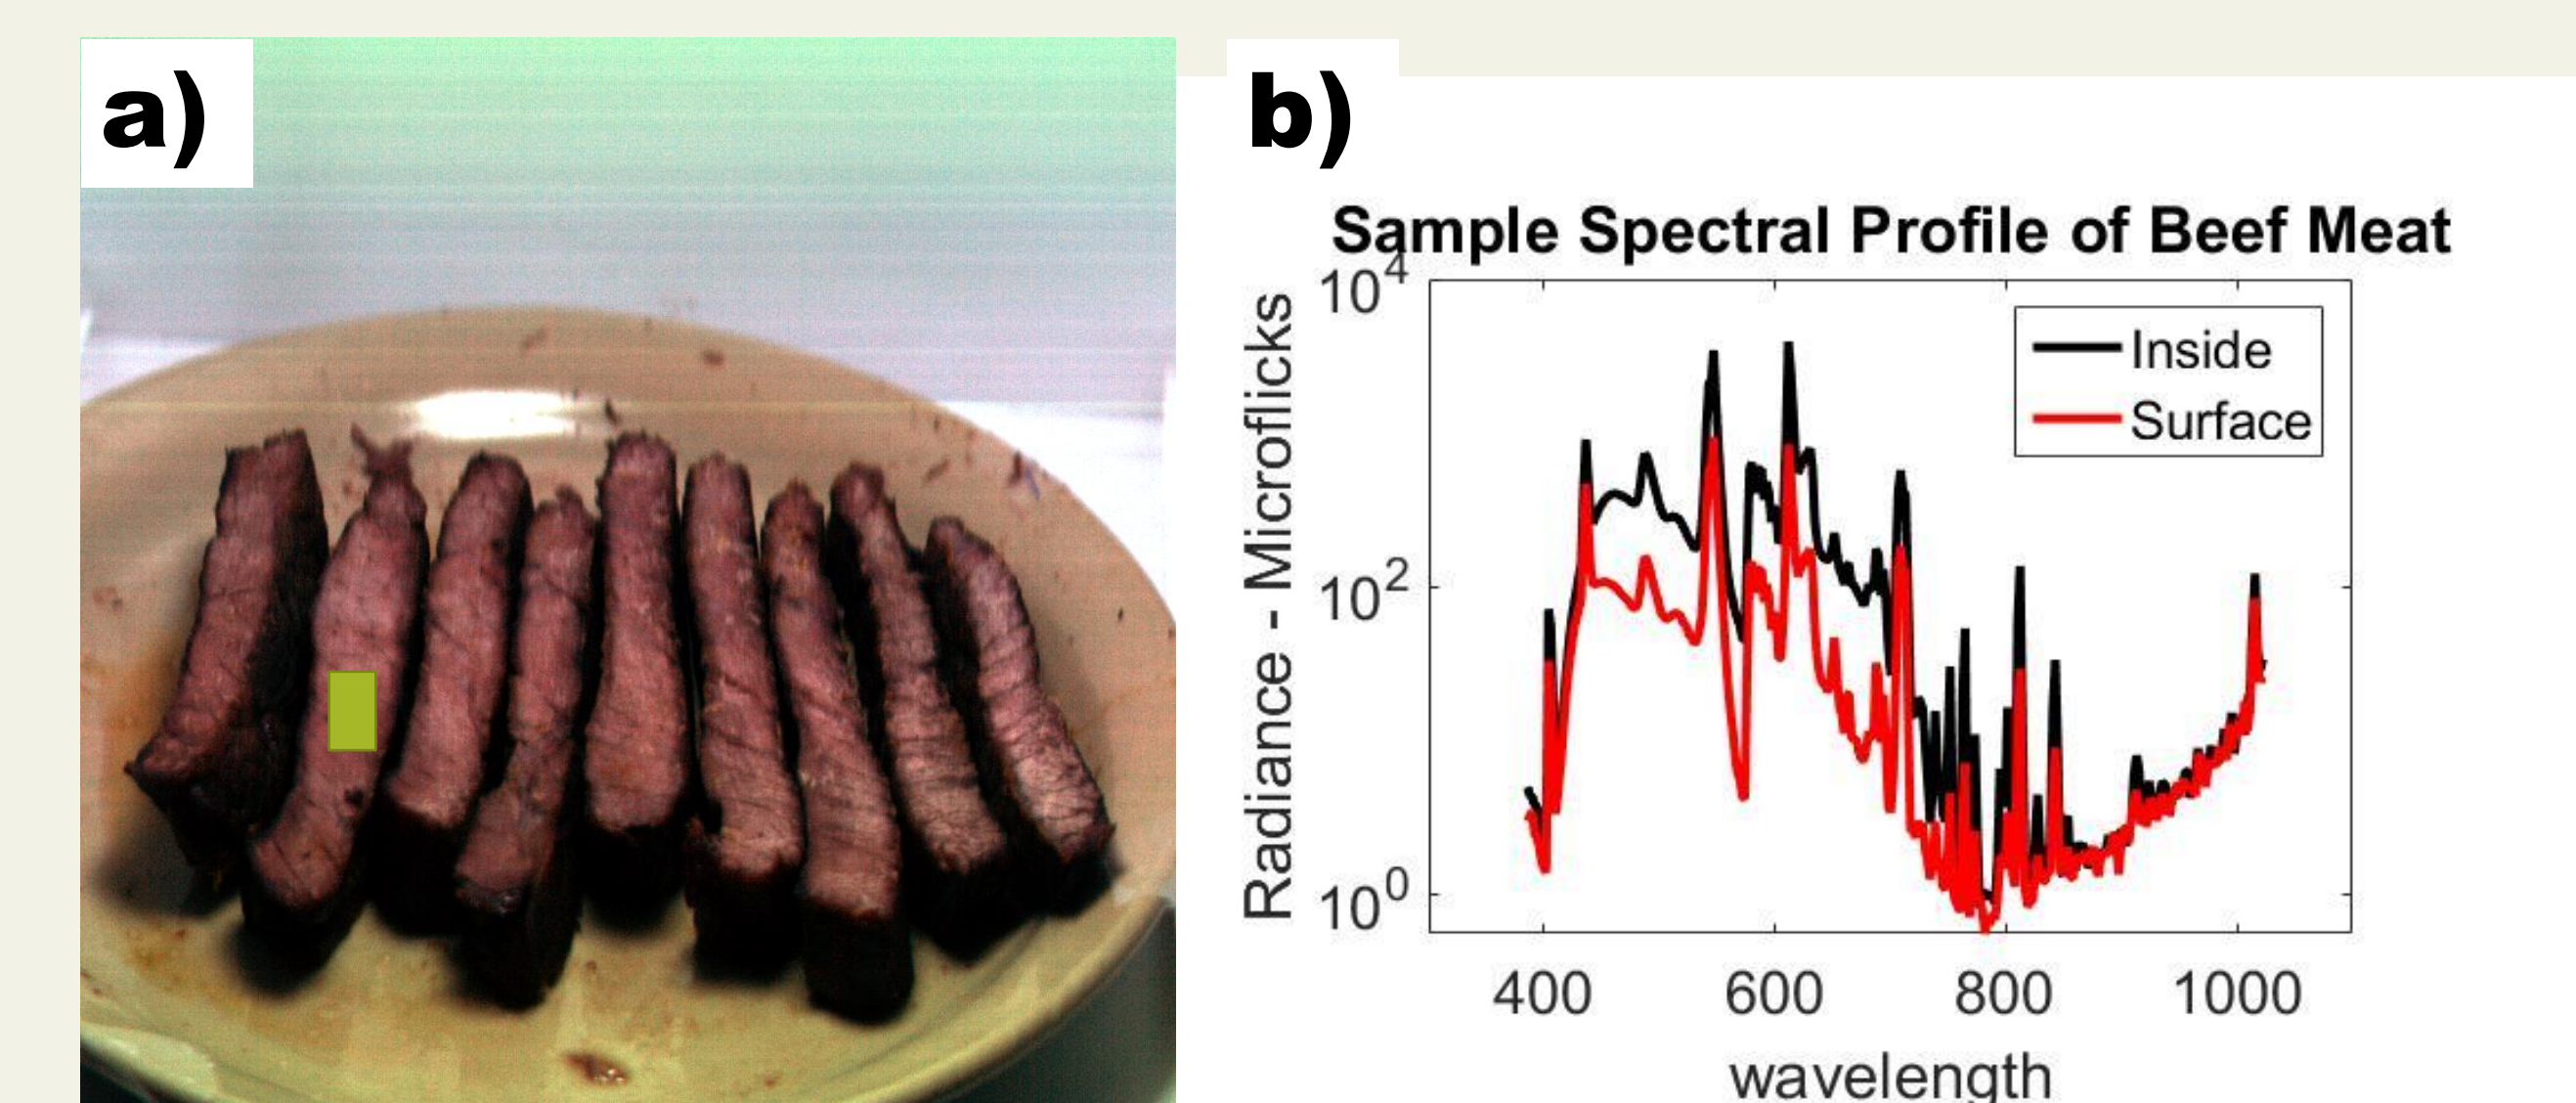 a)
b)
Sample Spectral Profile of Beef Meat
10^4
Inside
Surface
10^2
10^0
Radiance - Microflicks
400 600 800 1000
wavelength